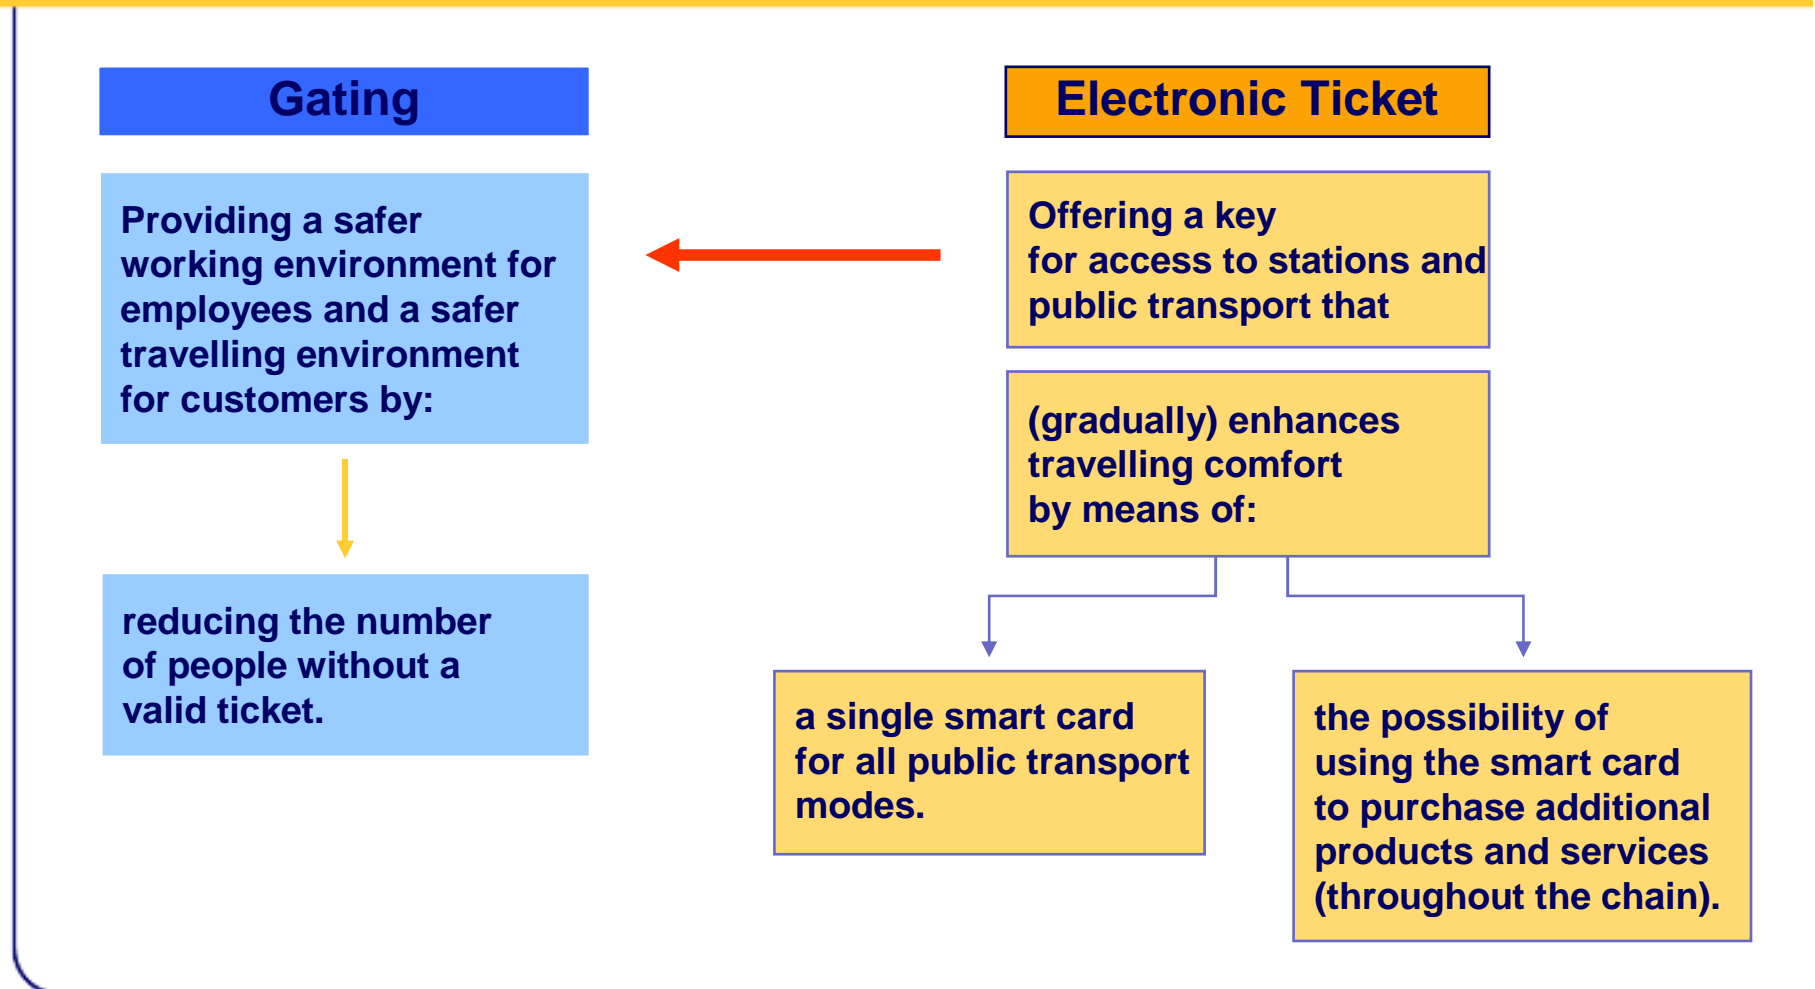 Gating
Providing a safer
working environment for
employees and a safer
travelling environment
for customers by:
reducing the number
of people without a
valid ticket.
Electronic Ticket
Offering a key
for access to stations and
public transport that
(gradually) enhances
travelling comfort
by means of:
a single smart card
for all public transport
modes.
the possibility of
using the smart card
to purchase additional
products and services
(throughout the chain).